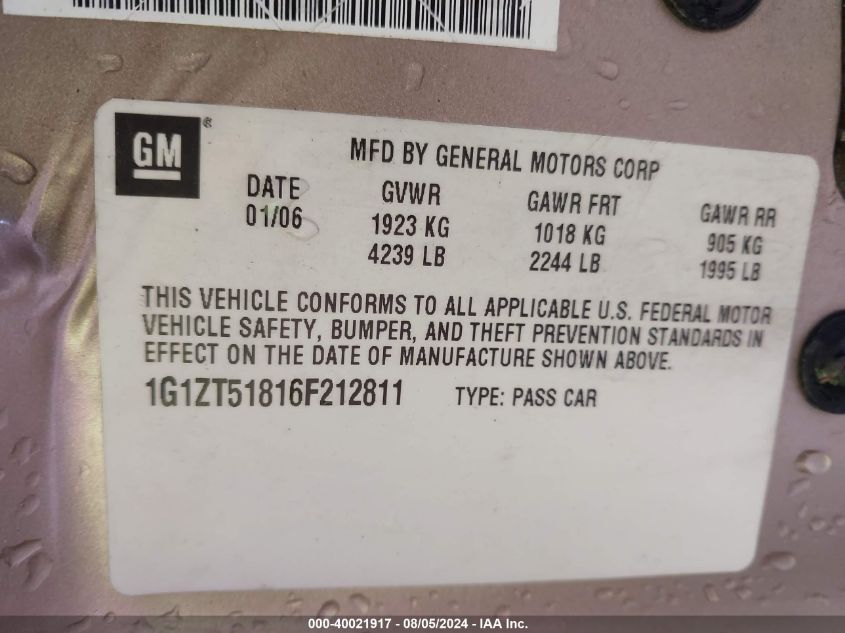 GM®
MFD BY GENERAL MOTORS CORP
DATE GVWR GAWR FRT GAWR RR
01/06 1923 KG 1018 KG 905 KG
4239 LB 2244 LB 1995 LB
THIS VEHICLE CONFORMS TO ALL APPLICABLE U.S. FEDERAL MOTOR
VEHICLE SAFETY, BUMPER, AND THEFT PREVENTION STANDARDS IN
EFFECT ON THE DATE OF MANUFACTURE SHOWN ABOVE.
1G1ZT51816F212811 TYPE: PASS CAR
000-40021917 - 08/05/2024 - IAA Inc.